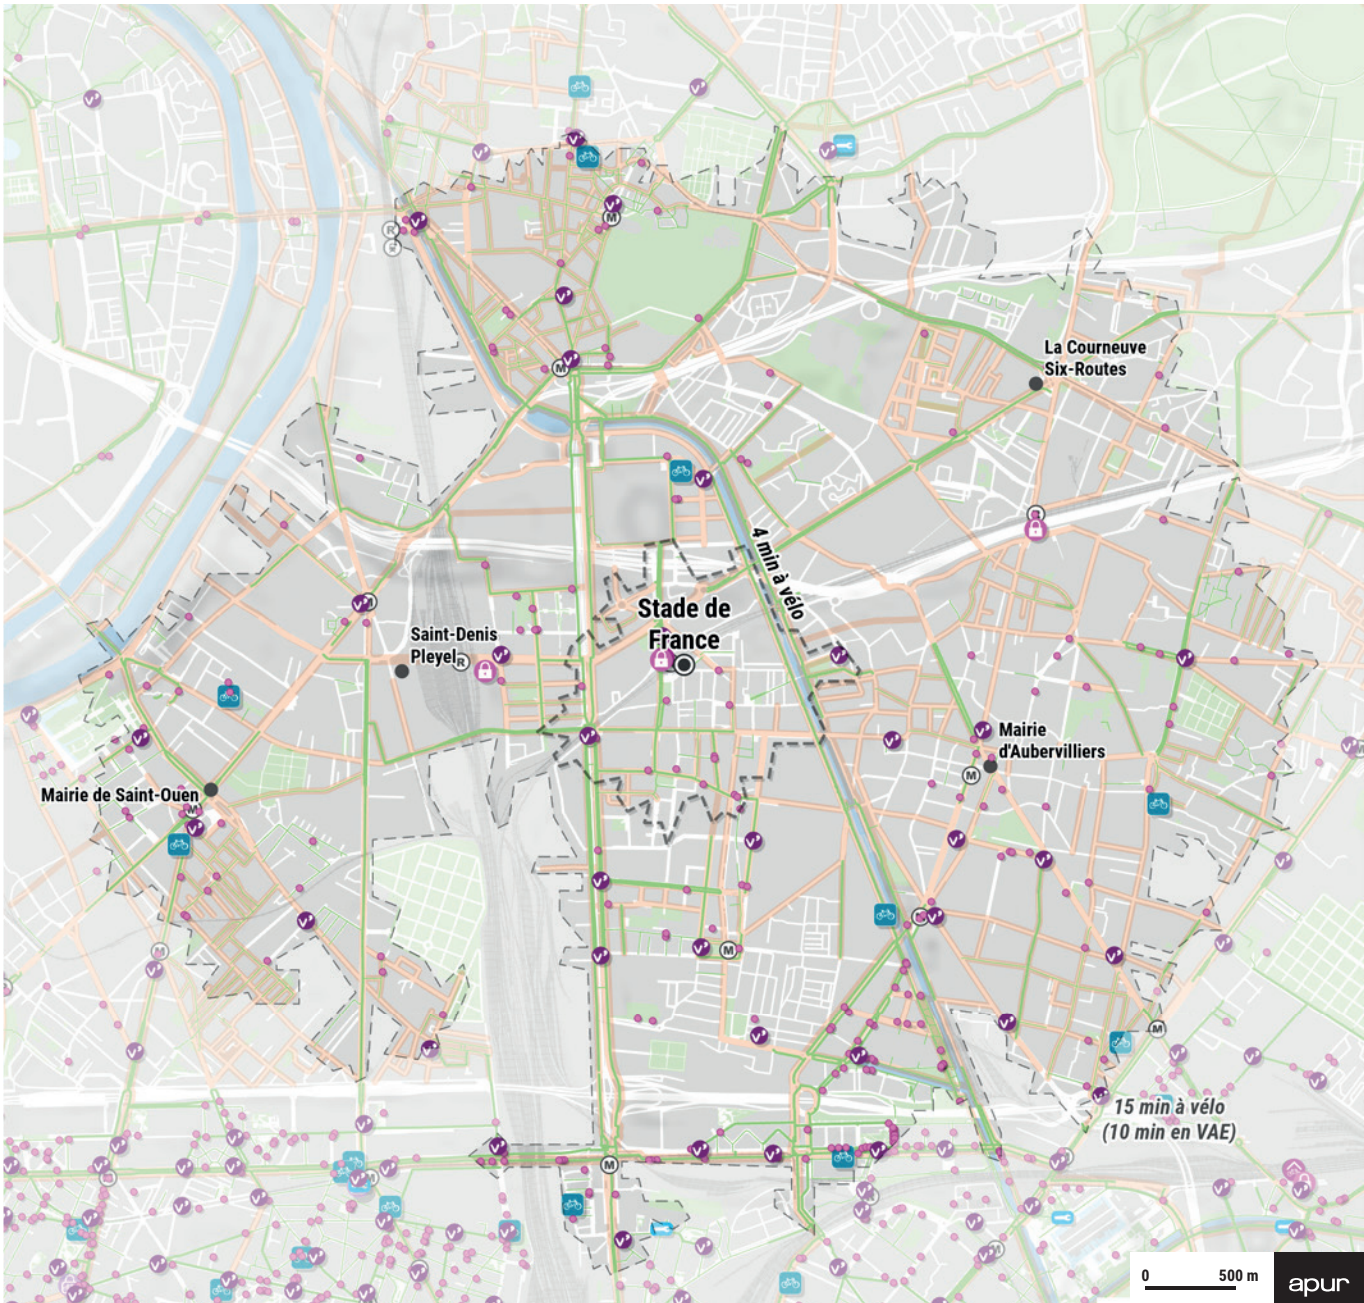 La Courneuve
Six-Routes
4 min à vélo
Stade de
France
Saint-Denis
Pleyel
Mairie
d'Aubervilliers
Mairie de Saint-Ouen
15 min à vélo
(10 min en VAE)
0 500 m
apur